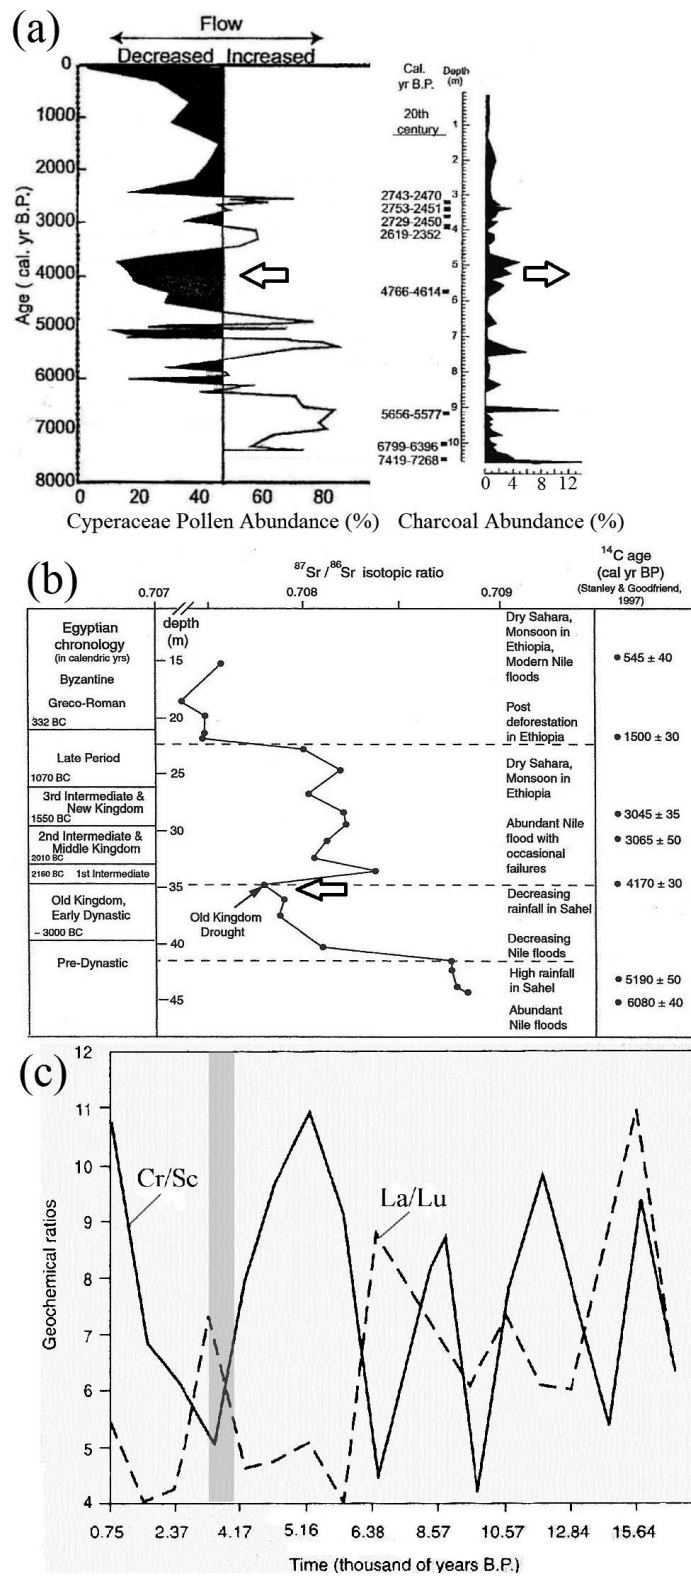 (a)
Flow
Decreased Increased
Age ( cal. yr B.P.)
0
1000
2000
3000
4000
5000
6000
7000
8000
0 20 40 60 80
Cyperaceae Pollen Abundance (%)
Cal.
yr B.P.
Depth
(m)
20th
century
2743-2470
2753-2451
2729-2450
2619-2352
4766-4614
5656-5577
6799-6396
7419-7268
1
2
3
4
5
6
7
8
9
10
0 4 8 12
Charcoal Abundance (%)
(b)
87Sr/86Sr isotopic ratio
14C age
(cal yr BP)
(Stanley & Goodfriend,
1997)
0.707 0.708 0.709
Egyptian
chronology
(in calendric yrs)
Byzantine
Greco-Roman
332 BC
Late Period
1070 BC
3rd Intermediate &
New Kingdom
1550 BC
2nd Intermediate &
Middle Kingdom
2010 BC
2160 BC 1st Intermediate
Old Kingdom,
Early Dynastic
~ 3000 BC
Pre-Dynastic
depth
(m)
15
20
25
30
35
40
45
Old Kingdom
Drought
Dry Sahara,
Monsoon in
Ethiopia,
Modern Nile
floods
Post
deforestation
in Ethiopia
Dry Sahara,
Monsoon in
Ethiopia
Abundant Nile
flood with
occasional
failures
Decreasing
rainfall in Sahel
Decreasing
Nile floods
High rainfall
in Sahel
Abundant
Nile floods
545 ± 40
1500 ± 30
3045 ± 35
3065 ± 50
4170 ± 30
5190 ± 50
6080 ± 40
(c)
Geochemical ratios
12
11
10
9
8
7
6
5
4
Cr/Sc
La/Lu
0.75 2.37 4.17 5.16 6.38 8.57 10.57 12.84 15.64
Time (thousand of years B.P.)